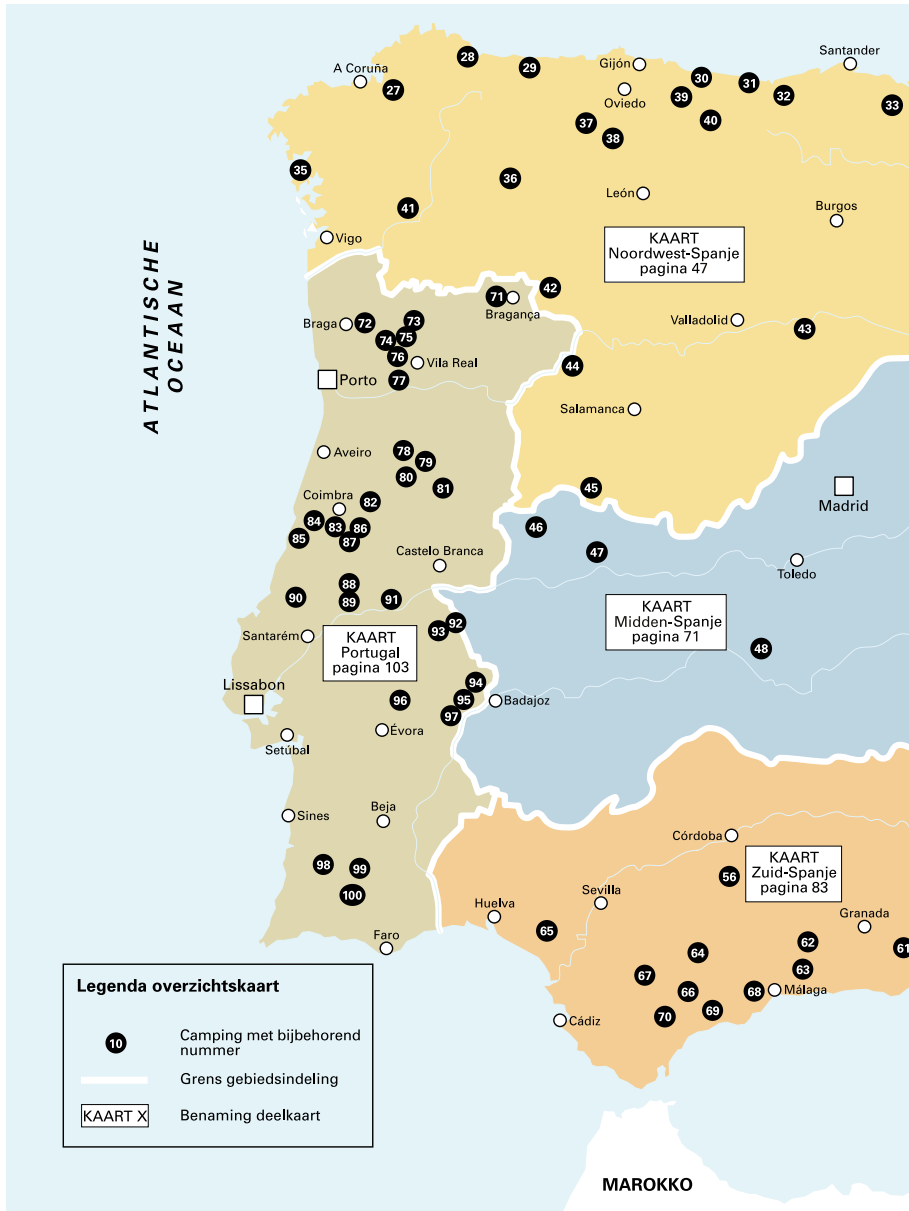 28
Santander
A Coruña
29
Gijón
30
31
27
Oviedo
39
32
33
40
37
38
35
36
León
41
Burgos
Vigo
KAART
Noordwest-Spanje
pagina 47
ATLANTISCHE
OCEAAN
42
71
Bragança
Braga
72
73
74
75
Valladolid
43
76
Vila Real
44
77
Porto
Salamanca
Aveiro
78
79
80
81
45
Madrid
Coimbra
82
84
83
86
85
87
46
47
Castelo Branca
Toledo
88
90
89
91
KAART
Midden-Spanje
pagina 71
92
93
Santarém
KAART
Portugal
pagina 103
48
Lissabon
94
96
95
Badajoz
97
Évora
Setúbal
Sines
Beja
Córdoba
98
99
100
56
KAART
Zuid-Spanje
pagina 83
Huelva
Sevilla
Granada
65
Faro
64
62
61
67
63
66
68
Málaga
70
69
Cádiz
Legenda overzichtskaart
10
Camping met bijbehorend
nummer
Grens gebiedsindeling
KAART X
Benaming deelkaart
MAROKKO